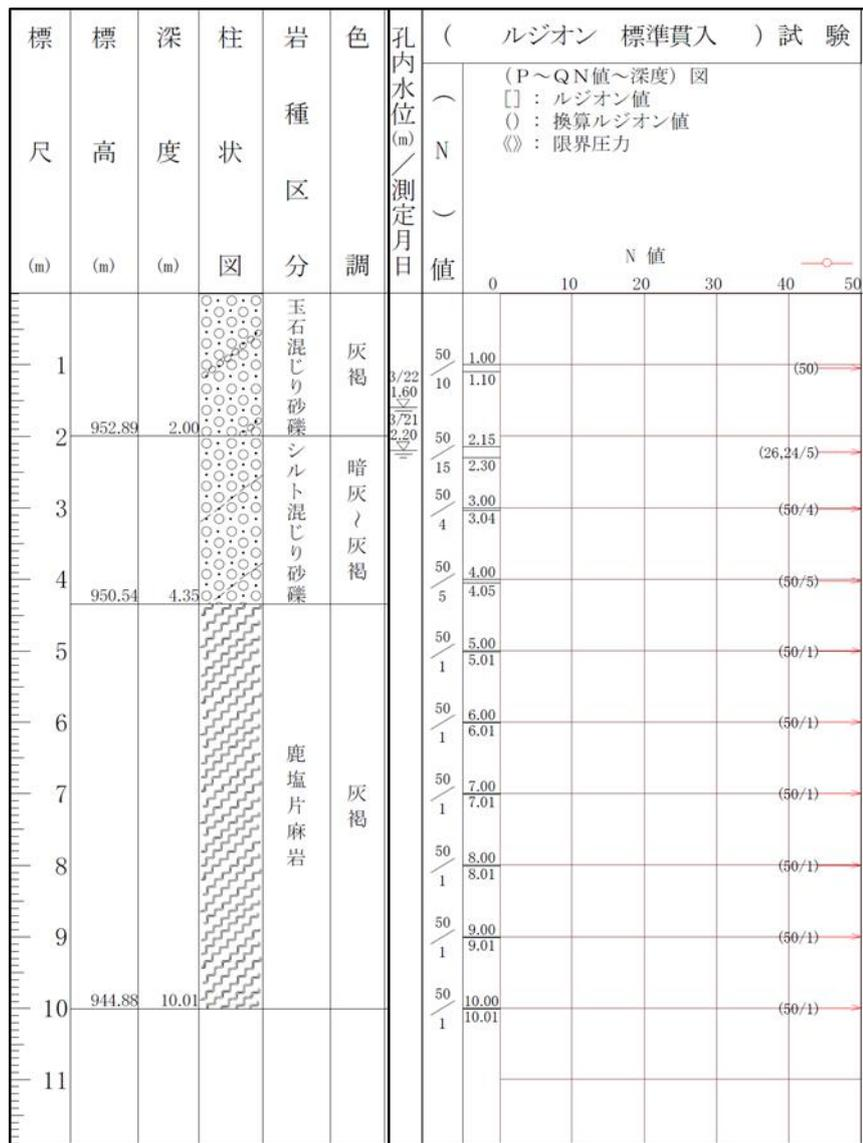 標尺(m)
標高(m)
深度(m)
柱状図
岩種区分
色調
孔内水位(m)／測定月日
( ルジオン 標準貫入 ) 試験
(N)値
(P～QN値～深度) 図
[] : ルジオン値
() : 換算ルジオン値
《》 : 限界圧力
N 値
0 10 20 30 40 50
玉石混じり砂礫
灰褐
1
50/10 1.00 1.10 (50)
3/22
1.60
3/21
2.20
2 952.89 2.00
50/15 2.15 2.30 (26,24/5)
シルト混じり砂礫
暗灰～灰褐
3
50/4 3.00 3.04 (50/4)
4
50/5 4.00 4.05 (50/5)
950.54 4.35
5
50/1 5.00 5.01 (50/1)
6
50/1 6.00 6.01 (50/1)
鹿塩片麻岩
灰褐
7
50/1 7.00 7.01 (50/1)
8
50/1 8.00 8.01 (50/1)
9
50/1 9.00 9.01 (50/1)
10 944.88 10.01
50/1 10.00 10.01 (50/1)
11